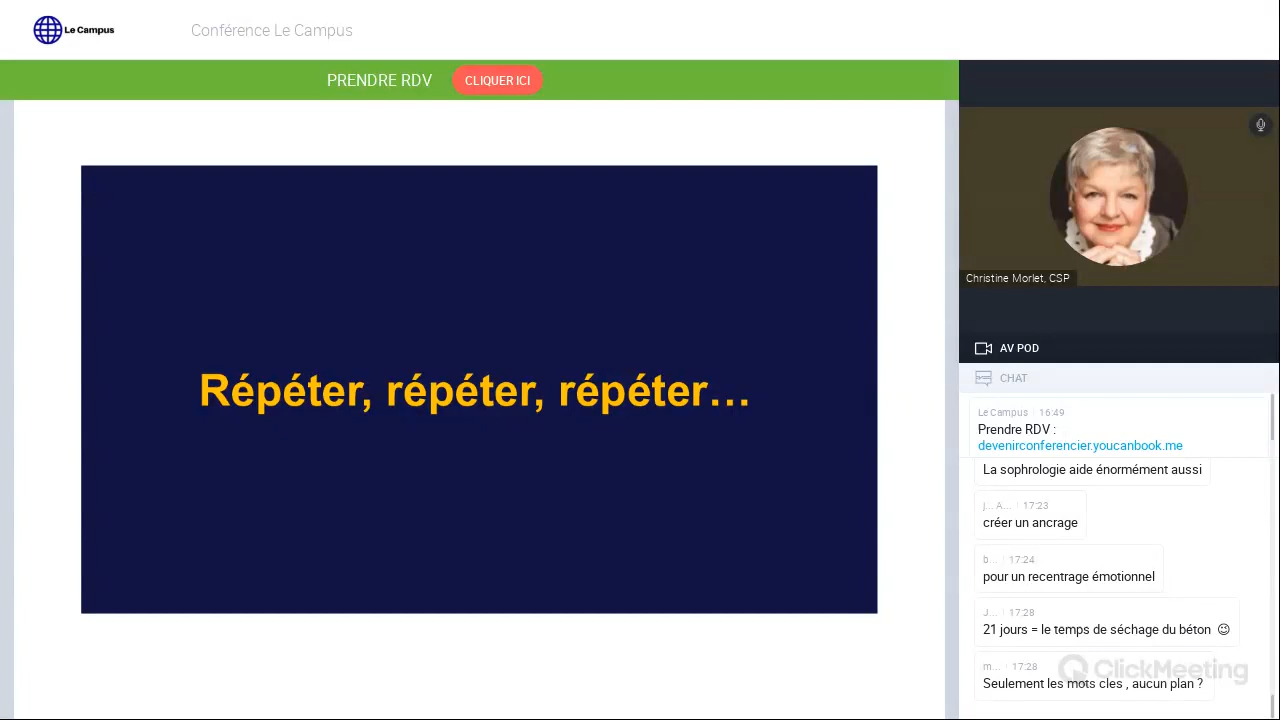 Le Campus
Conférence Le Campus
PRENDRE RDV
CLIQUER ICI
Répéter, répéter, répéter…
Christine Morlet, CSP
AV POD
CHAT
Le Campus 16:49
Prendre RDV :
devenirconferencier.youcanbook.me
La sophrologie aide énormément aussi
j... A... 17:23
créer un ancrage
b... 17:24
pour un recentrage émotionnel
J... 17:28
21 jours = le temps de séchage du béton 😉
m... 17:28
Seulement les mots cles , aucun plan ?
ClickMeeting